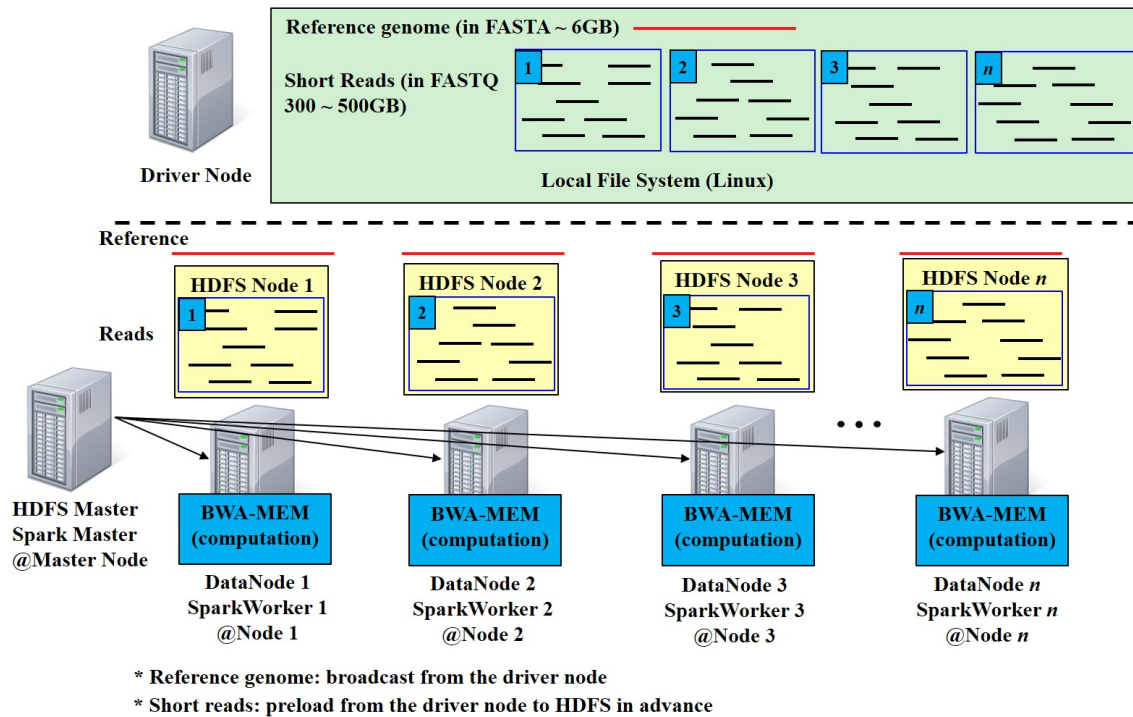 Reference genome (in FASTA ~ 6GB)
Short Reads (in FASTQ
300 ~ 500GB)
1
2
3
n
Driver Node
Local File System (Linux)
Reference
HDFS Node 1
HDFS Node 2
HDFS Node 3
HDFS Node n
Reads
1
2
3
n
...
HDFS Master
Spark Master
@Master Node
BWA-MEM
(computation)
BWA-MEM
(computation)
BWA-MEM
(computation)
BWA-MEM
(computation)
DataNode 1
SparkWorker 1
@Node 1
DataNode 2
SparkWorker 2
@Node 2
DataNode 3
SparkWorker 3
@Node 3
DataNode n
SparkWorker n
@Node n
* Reference genome: broadcast from the driver node
* Short reads: preload from the driver node to HDFS in advance